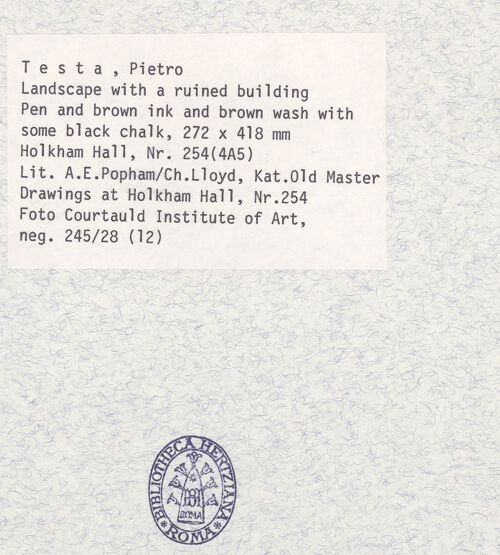 T e s t a , Pietro
Landscape with a ruined building
Pen and brown ink and brown wash with
some black chalk, 272 x 418 mm
Holkham Hall, Nr. 254(4A5)
Lit. A.E.Popham/Ch.Lloyd, Kat.Old Master
Drawings at Holkham Hall, Nr.254
Foto Courtauld Institute of Art,
neg. 245/28 (12)
BIBLIOTHECA HERTZIANA
ROMA
*ROMA*